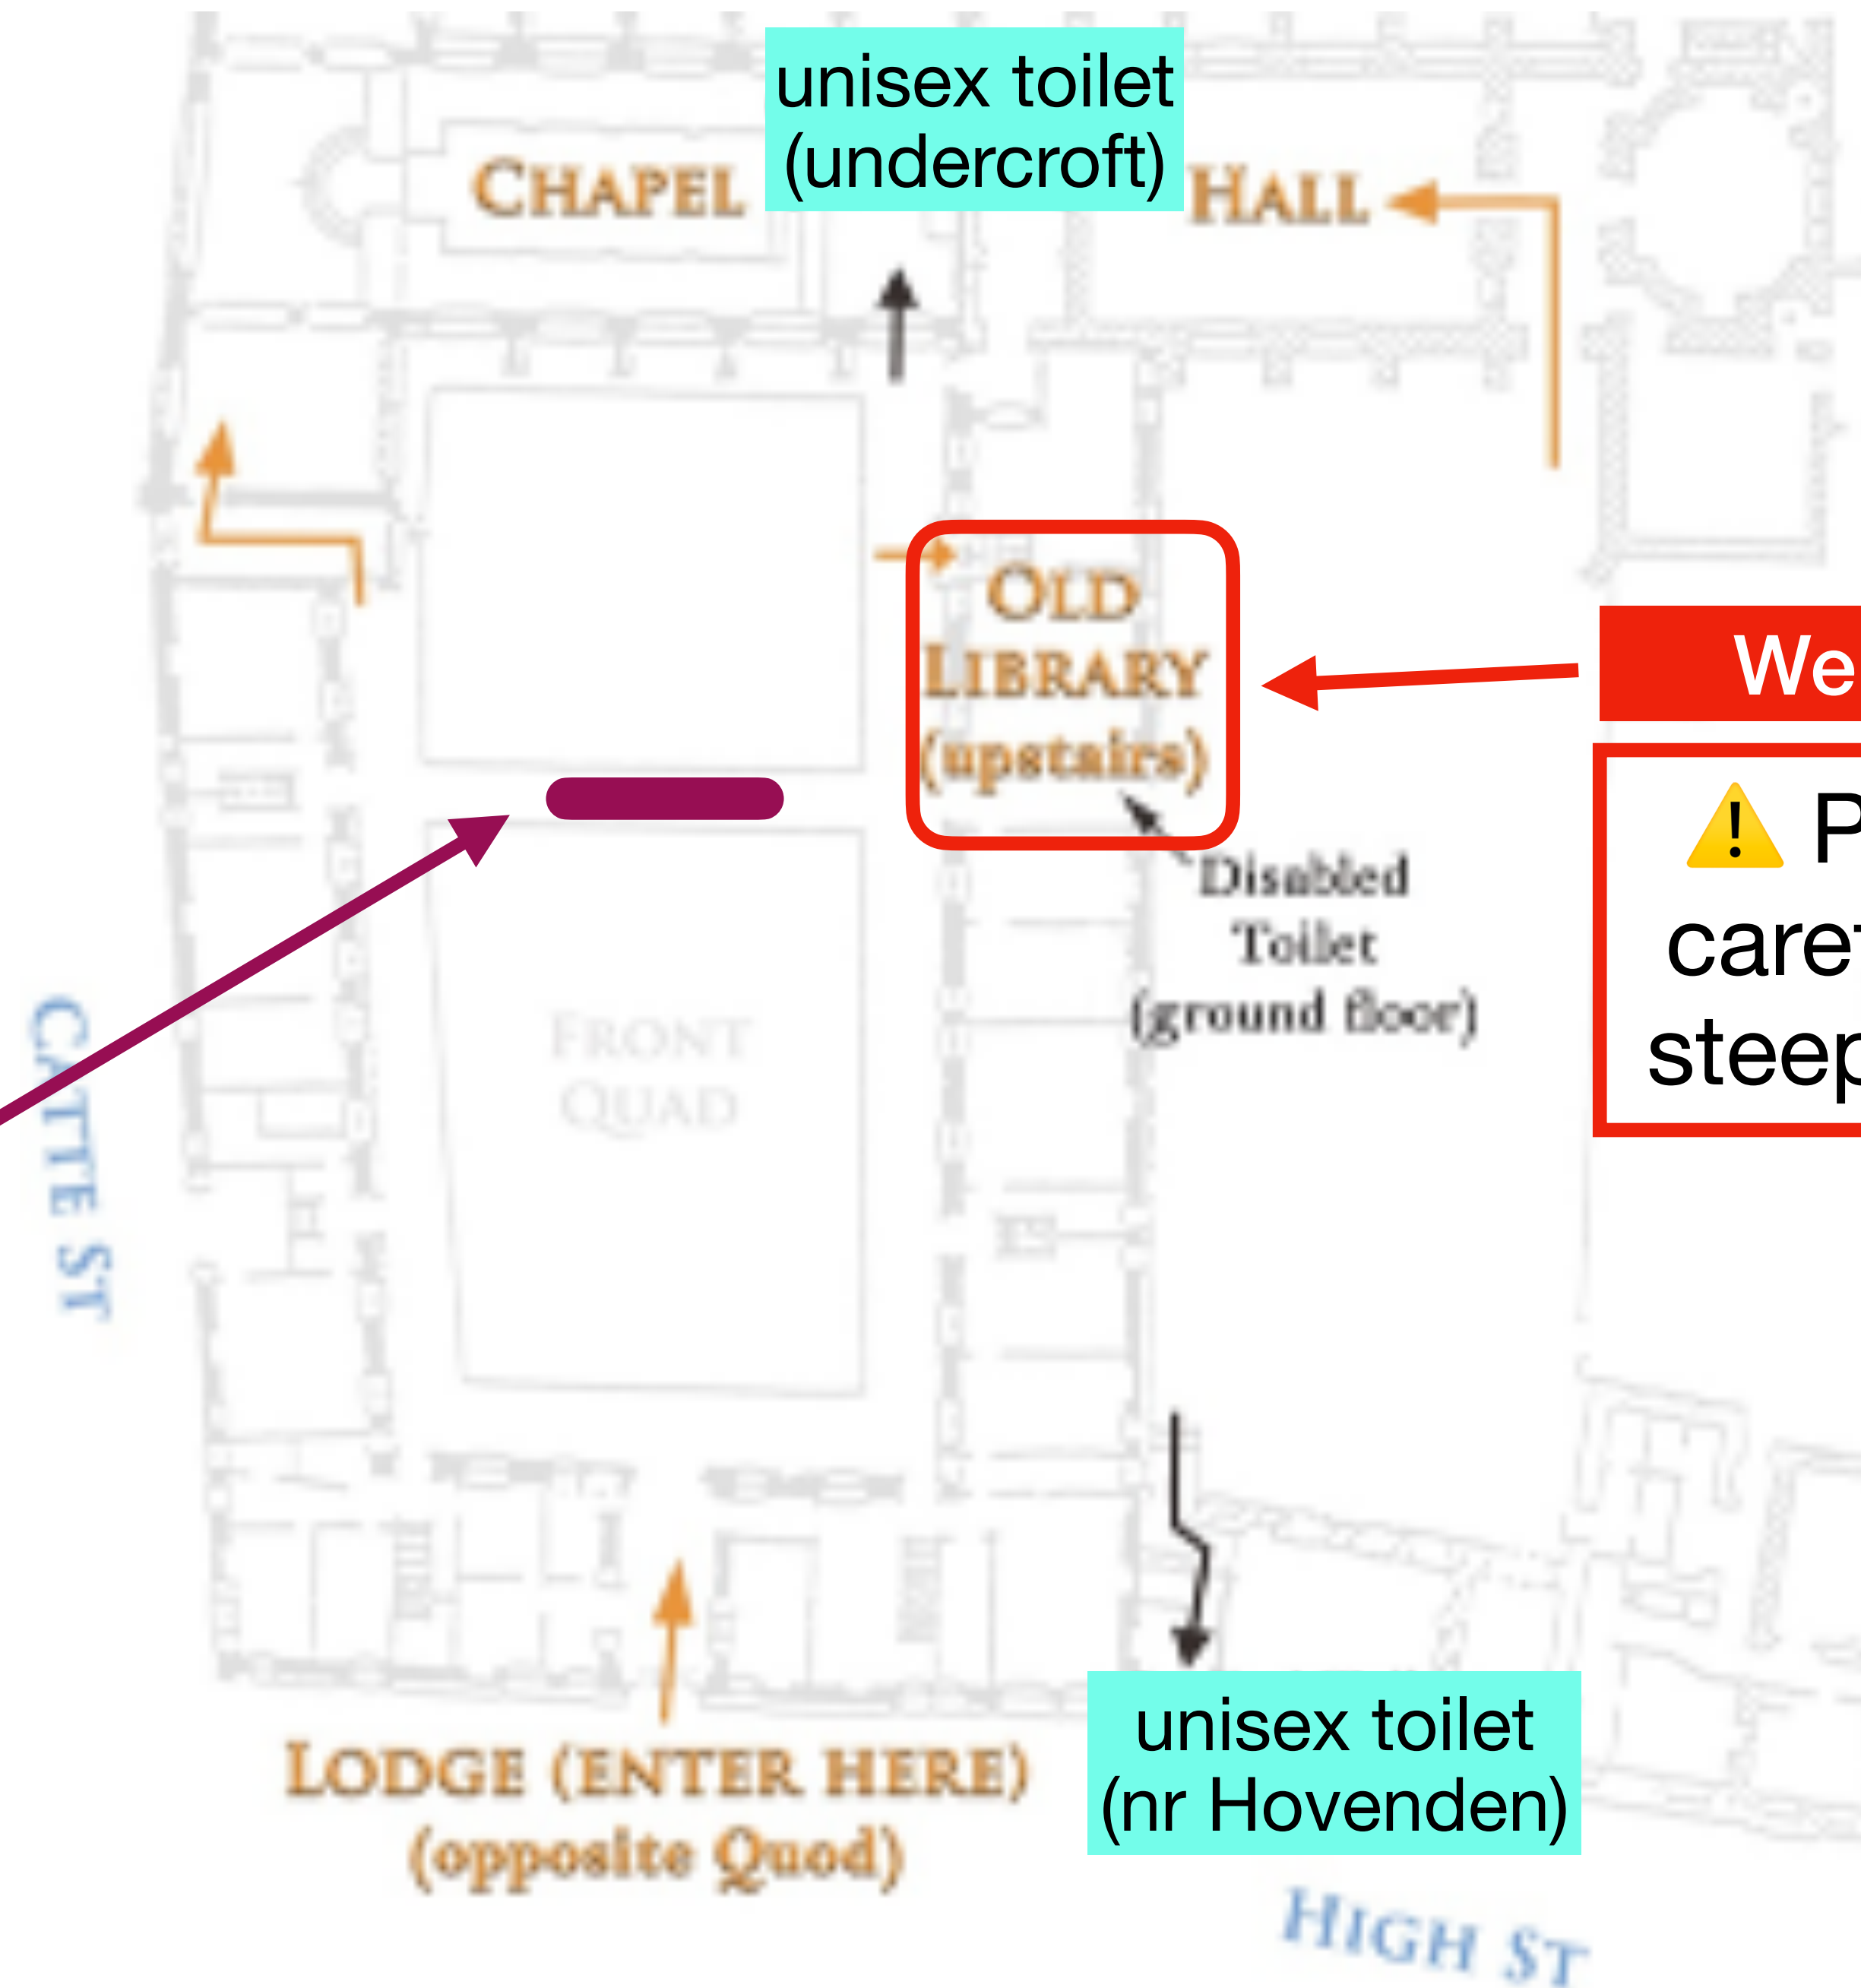 unisex toilet
(undercroft)
CHAPEL
HALL
OLD
LIBRARY
(upstairs)
We
⚠️ P
caref
steep
Disabled
Toilet
(ground floor)
FRONT
QUAD
CATTE ST
LODGE (ENTER HERE)
(opposite Quod)
unisex toilet
(nr Hovenden)
HIGH ST